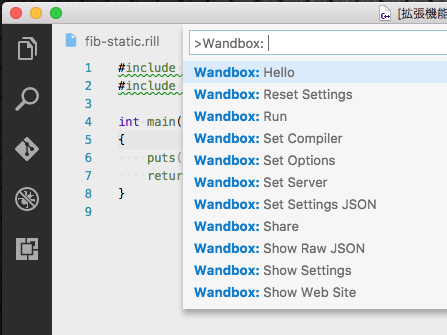 [拡張機能
fib-static.rill
>Wandbox:
1 #include
2 #include
3
4 int main(
5 {
6 puts(
7 return
8 }
9
Wandbox: Hello
Wandbox: Reset Settings
Wandbox: Run
Wandbox: Set Compiler
Wandbox: Set Options
Wandbox: Set Server
Wandbox: Set Settings JSON
Wandbox: Share
Wandbox: Show Raw JSON
Wandbox: Show Settings
Wandbox: Show Web Site